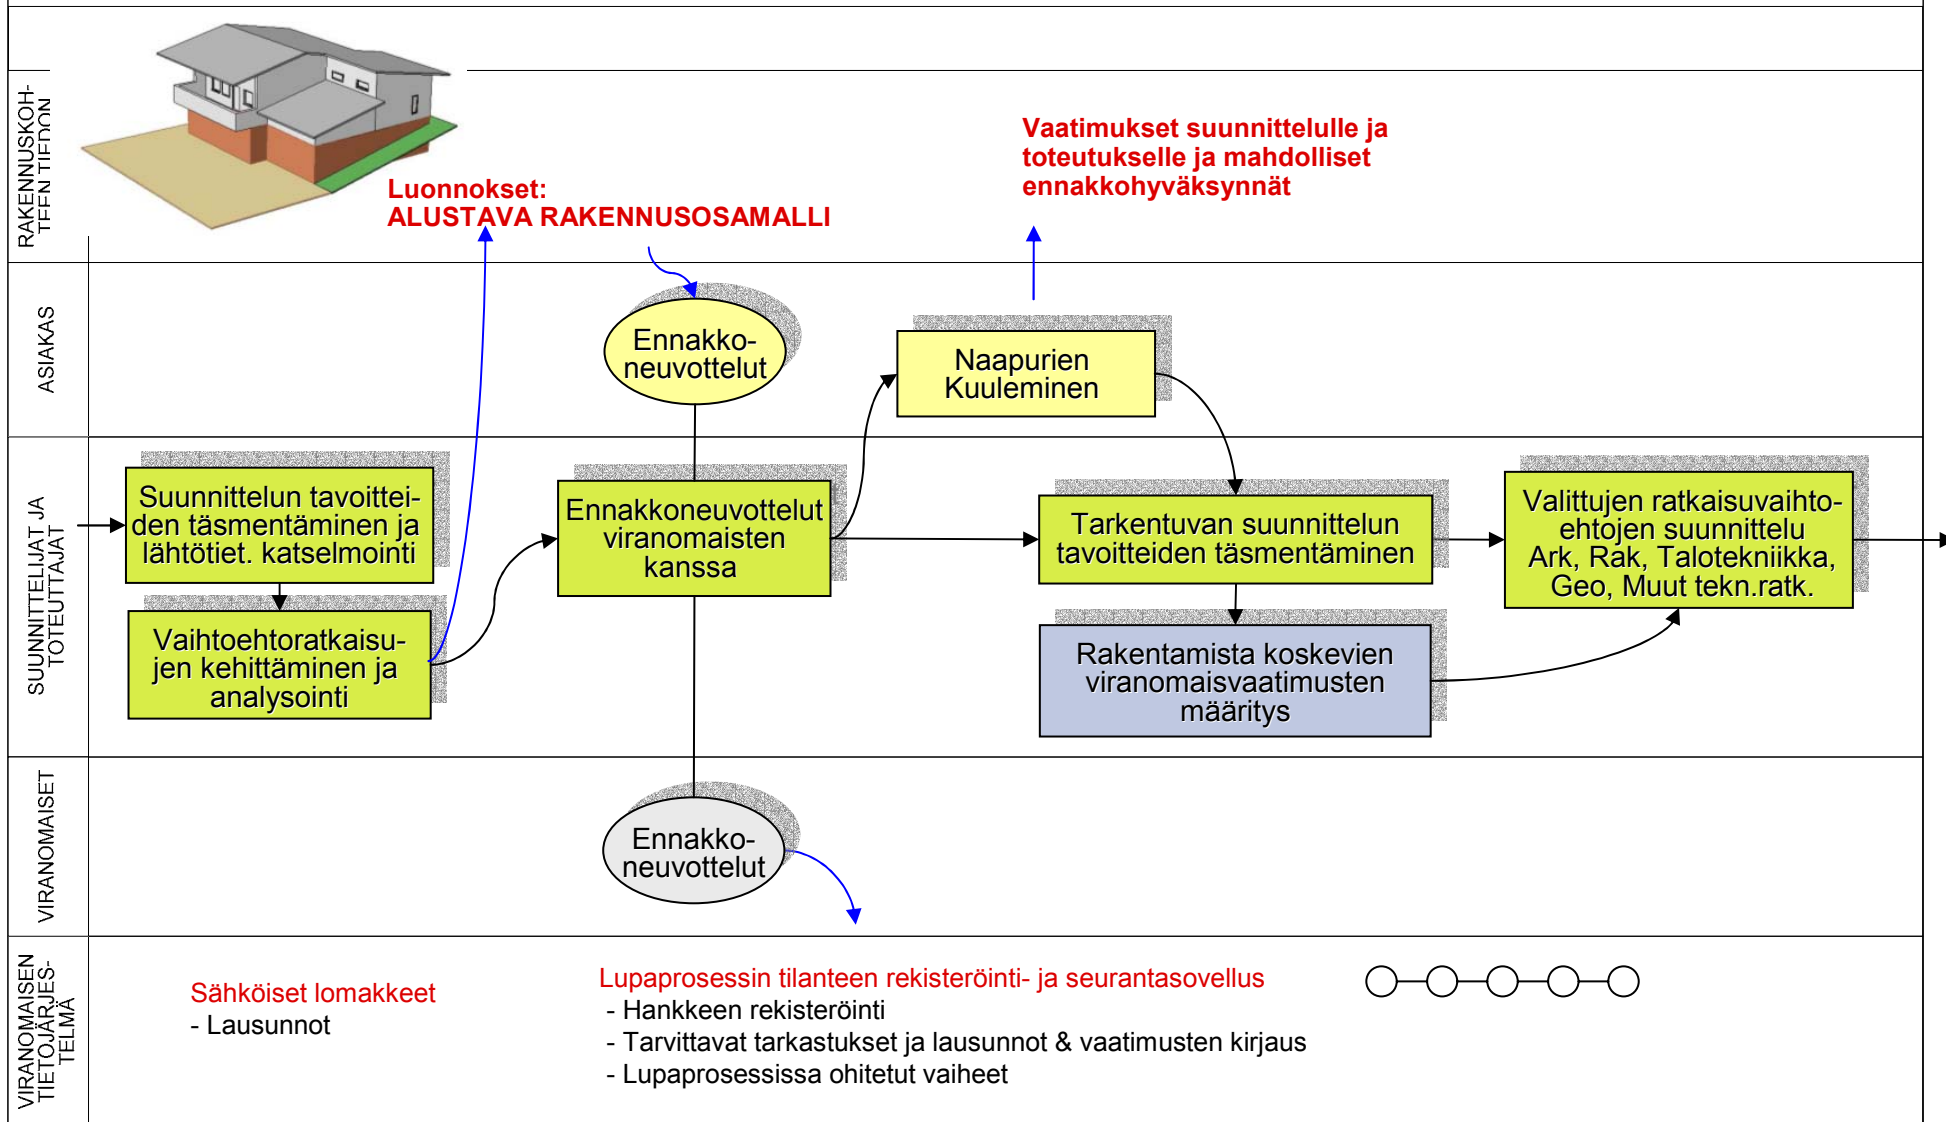 RAKENNUSKOH-
TEEN TIEDON
Luonnokset:
ALUSTAVA RAKENNUSOSAMALLI
Vaatimukset suunnittelulle ja
toteutukselle ja mahdolliset
ennakkohyväksynnät
ASIAKAS
Ennakko-
neuvottelut
Naapurien
Kuuleminen
SUUNNITTELIJAT JA
TOTEUTTAJAT
Suunnittelun tavoittei-
den täsmentäminen ja
lähtötiet. katselmointi
Vaihtoehtoratkaisu-
jen kehittäminen ja
analysointi
Ennakkoneuvottelut
viranomaisten
kanssa
Tarkentuvan suunnittelun
tavoitteiden täsmentäminen
Rakentamista koskevien
viranomaisvaatimusten
määritys
Valittujen ratkaisuvaihto-
ehtojen suunnittelu
Ark, Rak, Talotekniikka,
Geo, Muut tekn.ratk.
VIRANOMAISET
Ennakko-
neuvottelut
VIRANOMAISEN
TIETOJÄRJES-
TELMÄ
Sähköiset lomakkeet
- Lausunnot
Lupaprosessin tilanteen rekisteröinti- ja seurantasovellus
- Hankkeen rekisteröinti
- Tarvittavat tarkastukset ja lausunnot & vaatimusten kirjaus
- Lupaprosessissa ohitetut vaiheet